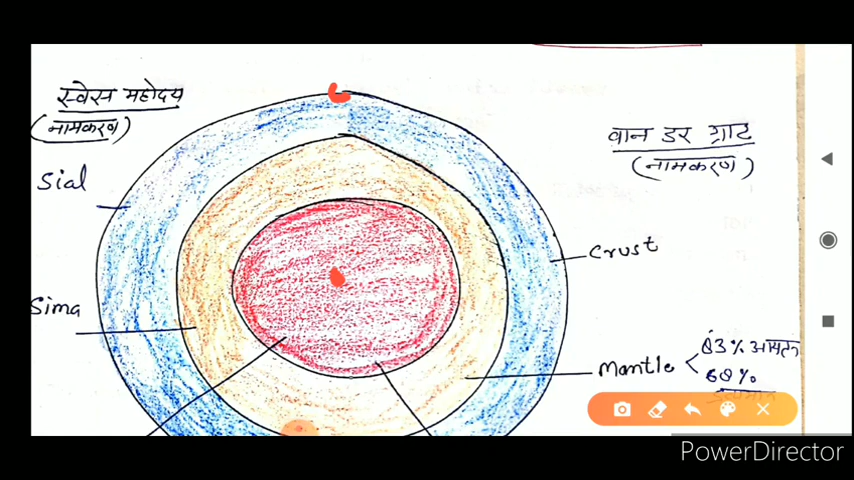 स्वेस महोदय
(नामकरण)
Sial
Sima
वान डर ग्राट
(नामकरण)
Crust
Mantle
83% आयतन
68%
PowerDirector